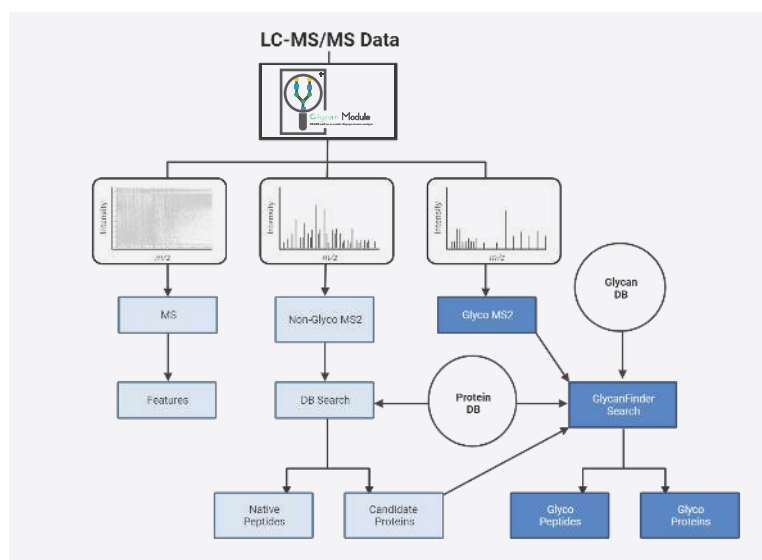 LC-MS/MS Data
Glycan Module
Intensity
m/z
Intensity
m/z
Intensity
m/z
Glycan
DB
MS
Non-Glyco MS2
Glyco MS2
Features
DB Search
Protein
DB
GlycanFinder
Search
Native
Peptides
Candidate
Proteins
Glyco
Peptides
Glyco
Proteins